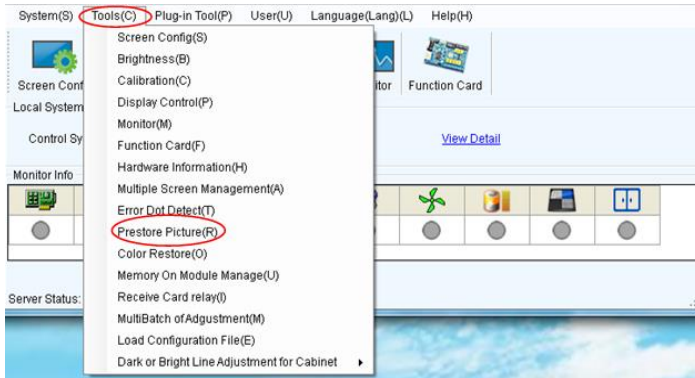 System(S) Tools(C) Plug-in Tool(P) User(U) Language(Lang)(L) Help(H)
Screen Config(S)
Brightness(B)
Calibration(C)
Display Control(P)
Monitor(M)
Function Card(F)
Hardware Information(H)
Multiple Screen Management(A)
Error Dot Detect(T)
Prestore Picture(R)
Color Restore(O)
Memory On Module Manage(U)
Receive Card relay(I)
MultiBatch of Adgustment(M)
Load Configuration File(E)
Dark or Bright Line Adjustment for Cabinet
Screen Conf
itor
Function Card
Local System
Control Sy
View Detail
Monitor Info
Server Status: